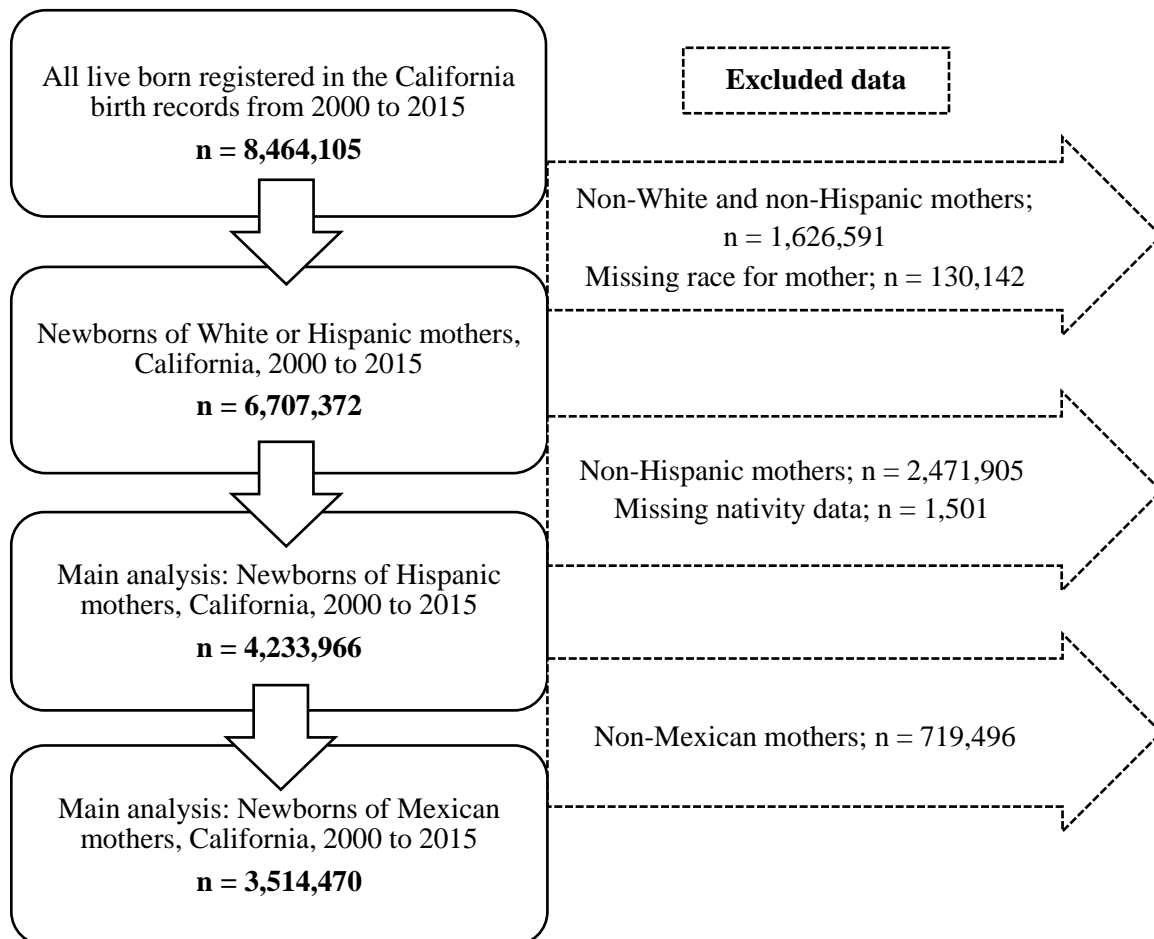 All live born registered in the California
birth records from 2000 to 2015
n = 8,464,105
Excluded data
Non-White and non-Hispanic mothers;
n = 1,626,591
Missing race for mother; n = 130,142
Newborns of White or Hispanic mothers,
California, 2000 to 2015
n = 6,707,372
Non-Hispanic mothers; n = 2,471,905
Missing nativity data; n = 1,501
Main analysis: Newborns of Hispanic
mothers, California, 2000 to 2015
n = 4,233,966
Non-Mexican mothers; n = 719,496
Main analysis: Newborns of Mexican
mothers, California, 2000 to 2015
n = 3,514,470